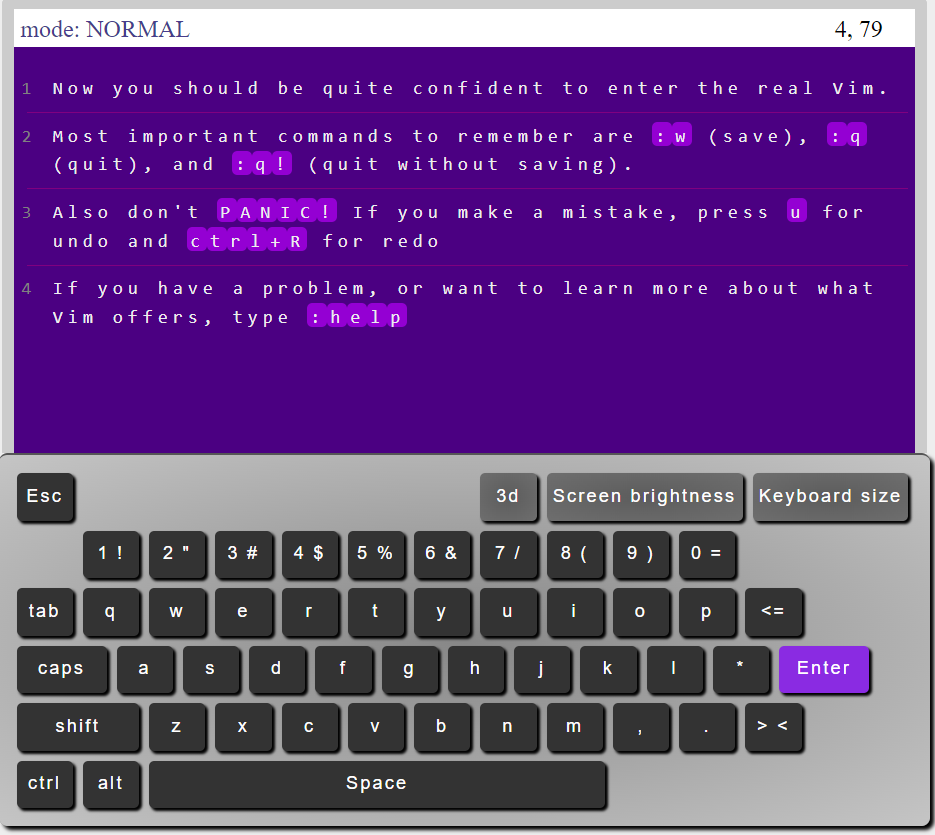 mode: NORMAL 4, 79
1 Now you should be quite confident to enter the real Vim.
2 Most important commands to remember are :w (save), :q
(quit), and :q! (quit without saving).
3 Also don't PANIC! If you make a mistake, press u for
undo and ctrl+R for redo
4 If you have a problem, or want to learn more about what
Vim offers, type :help
Esc 3d Screen brightness Keyboard size
1 ! 2 " 3 # 4 $ 5 % 6 & 7 / 8 ( 9 ) 0 =
tab q w e r t y u i o p <=
caps a s d f g h j k l * Enter
shift z x c v b n m , . > <
ctrl alt Space